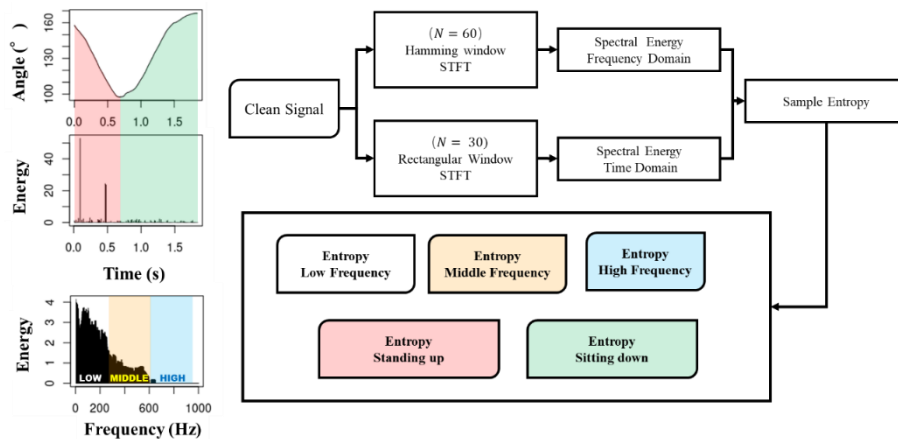 Angle (°)
160
130
100
0.0 0.5 1.0 1.5
Energy
40
20
0
0.0 0.5 1.0 1.5
Time (s)
Energy
4
3
2
1
0
LOW MIDDLE HIGH
0 200 600 1000
Frequency (Hz)
Clean Signal
(N = 60)
Hamming window
STFT
(N = 30)
Rectangular Window
STFT
Spectral Energy
Frequency Domain
Spectral Energy
Time Domain
Sample Entropy
Entropy
Low Frequency
Entropy
Middle Frequency
Entropy
High Frequency
Entropy
Standing up
Entropy
Sitting down